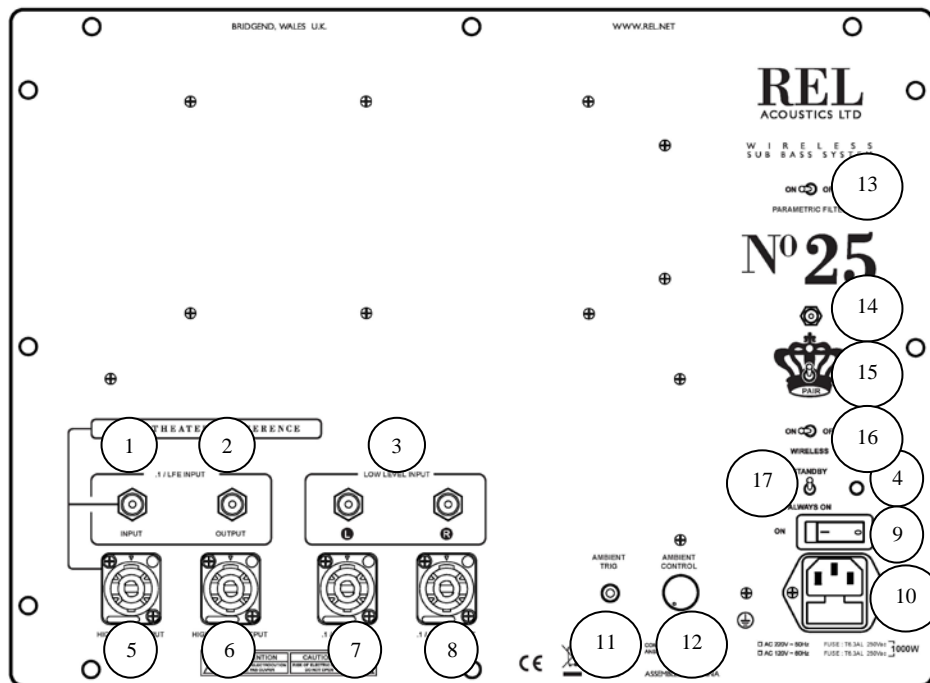 BRIDGEND, WALES U.K.
WWW.REL.NET
REL
ACOUSTICS LTD
WIRELESS
SUB BASS SYSTEM
ON
13
PARAMETRIC FILTER
Nº 25
14
15
PAIR
1
2
3
ON
16
WIRELESS
.1 / LFE INPUT
LOW LEVEL INPUT
17
STANDBY
4
ALWAYS ON
INPUT
OUTPUT
L
R
ON
9
AMBIENT
TRIG
AMBIENT
CONTROL
10
5
6
7
8
11
12
AC 220V ~ 50Hz FUSE : T6.3AL 250Vac
AC 120V ~ 60Hz FUSE : T6.3AL 250Vac
1000W
CE